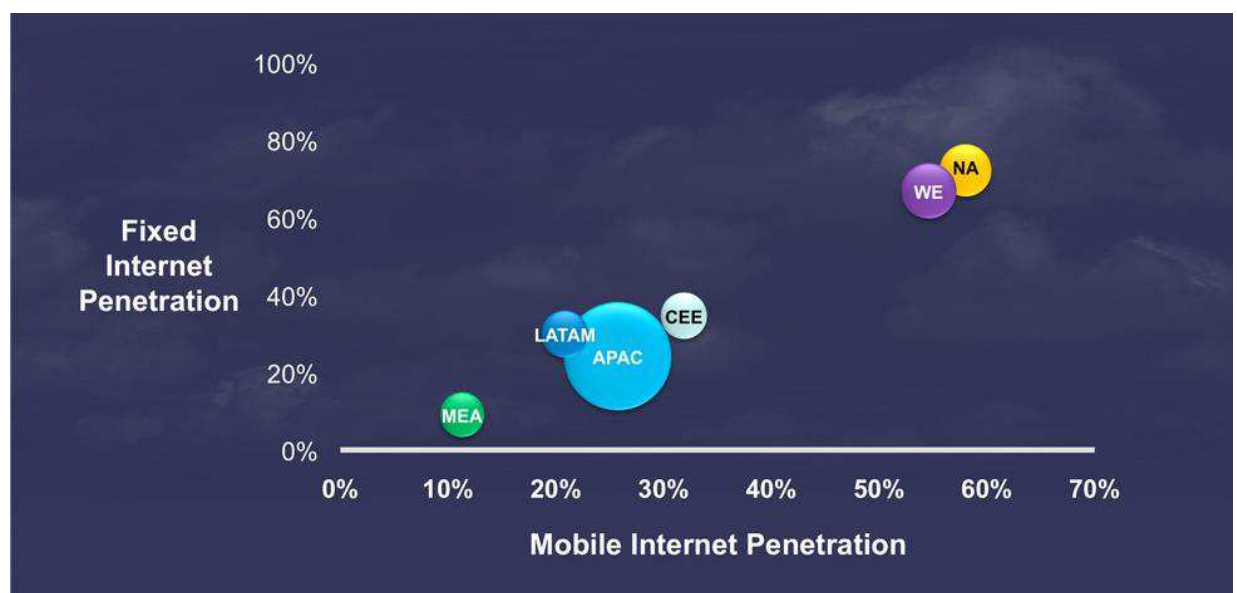 100%
80%
60%
40%
20%
0%
Fixed
Internet
Penetration
NA
WE
CEE
LATAM
APAC
MEA
0% 10% 20% 30% 40% 50% 60% 70%
Mobile Internet Penetration